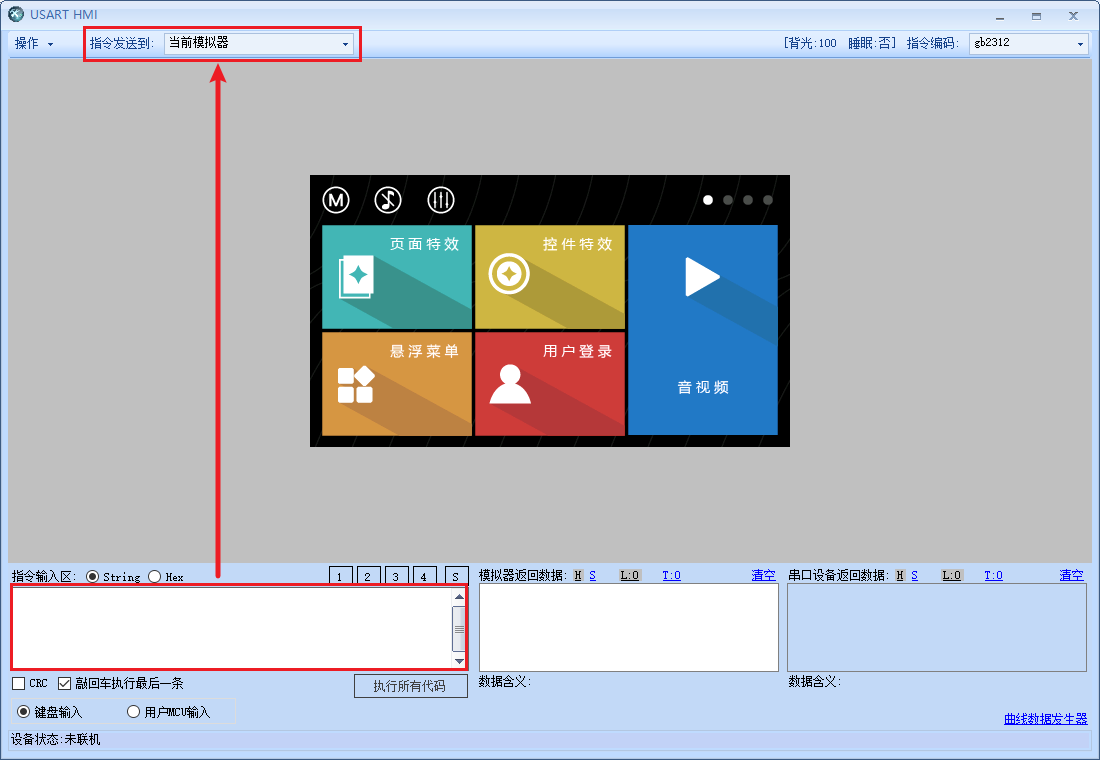 USART HMI
操作 指令发送到: 当前模拟器 [背光:100 睡眠:否] 指令编码: gb2312
M
页面特效 控件特效
悬浮菜单 用户登录 音视频
指令输入区: String Hex 1 2 3 4 S 模拟器返回数据: H S L:0 T:0 清空 串口设备返回数据: H S L:0 T:0 清空
CRC 敲回车执行最后一条 执行所有代码 数据含义: 数据含义:
键盘输入 用户MCU输入 曲线数据发生器
设备状态:未联机